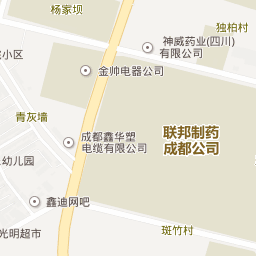 杨家坝
独柏村
神威药业(四川)
有限公司
小区
金帅电器公司
青灰墙
成都鑫华塑
电缆有限公司
联邦制药
成都公司
幼儿园
鑫迪网吧
斑竹村
光明超市